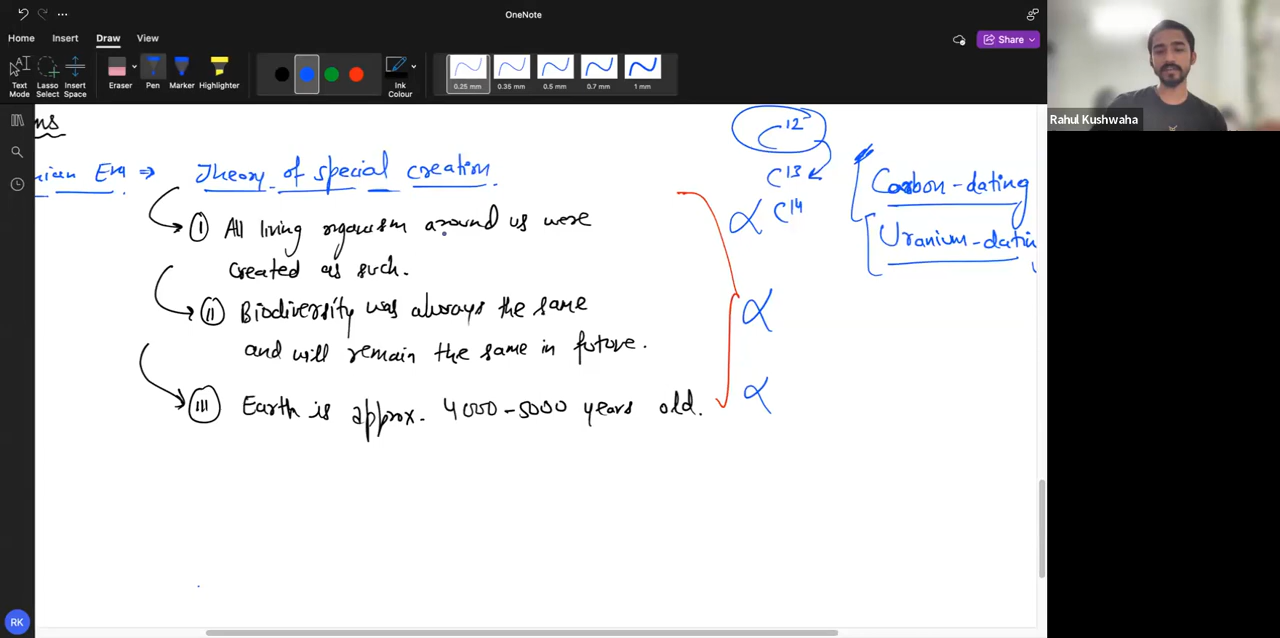 OneNote
Home Insert Draw View
Share
Text Mode
Lasso Select
Insert Space
Eraser
Pen
Marker
Highlighter
Ink Colour
0.25 mm
0.35 mm
0.5 mm
0.7 mm
1 mm
Rahul Kushwaha
ms
nican Era ⇒ Theory of special creation
(I) All living organism around us were
created as such.
(II) Biodiversity was always the same
and will remain the same in future.
(III) Earth is approx. 4000-5000 years old.
C12
C13
C14
Carbon-dating
Uranium-datin
RK